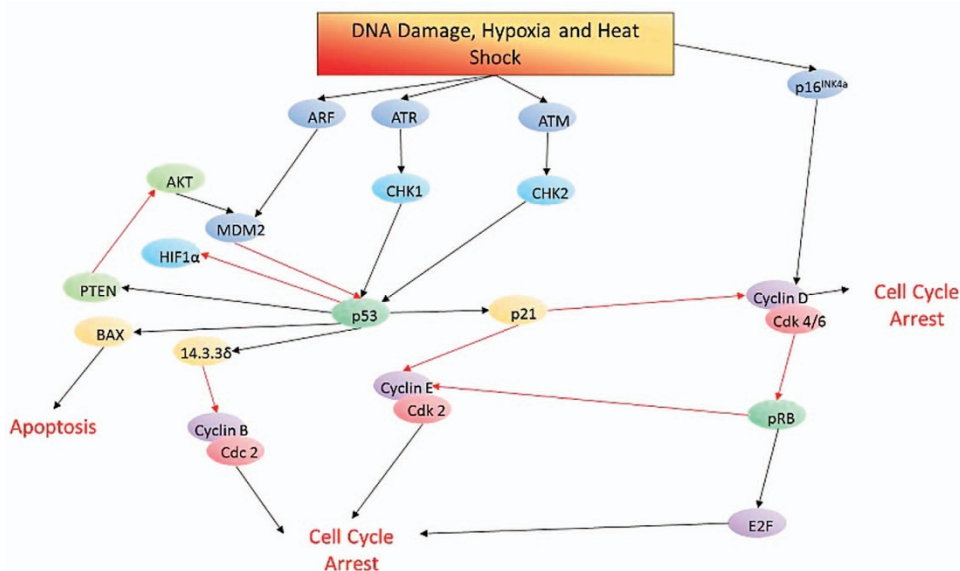 DNA Damage, Hypoxia and Heat
Shock
p16INK4a
ARF
ATR
ATM
AKT
CHK1
CHK2
MDM2
HIF1α
PTEN
p53
p21
Cyclin D
Cdk 4/6
Cell Cycle
Arrest
BAX
14.3.3δ
Cyclin E
Cdk 2
Apoptosis
Cyclin B
Cdc 2
pRB
E2F
Cell Cycle
Arrest